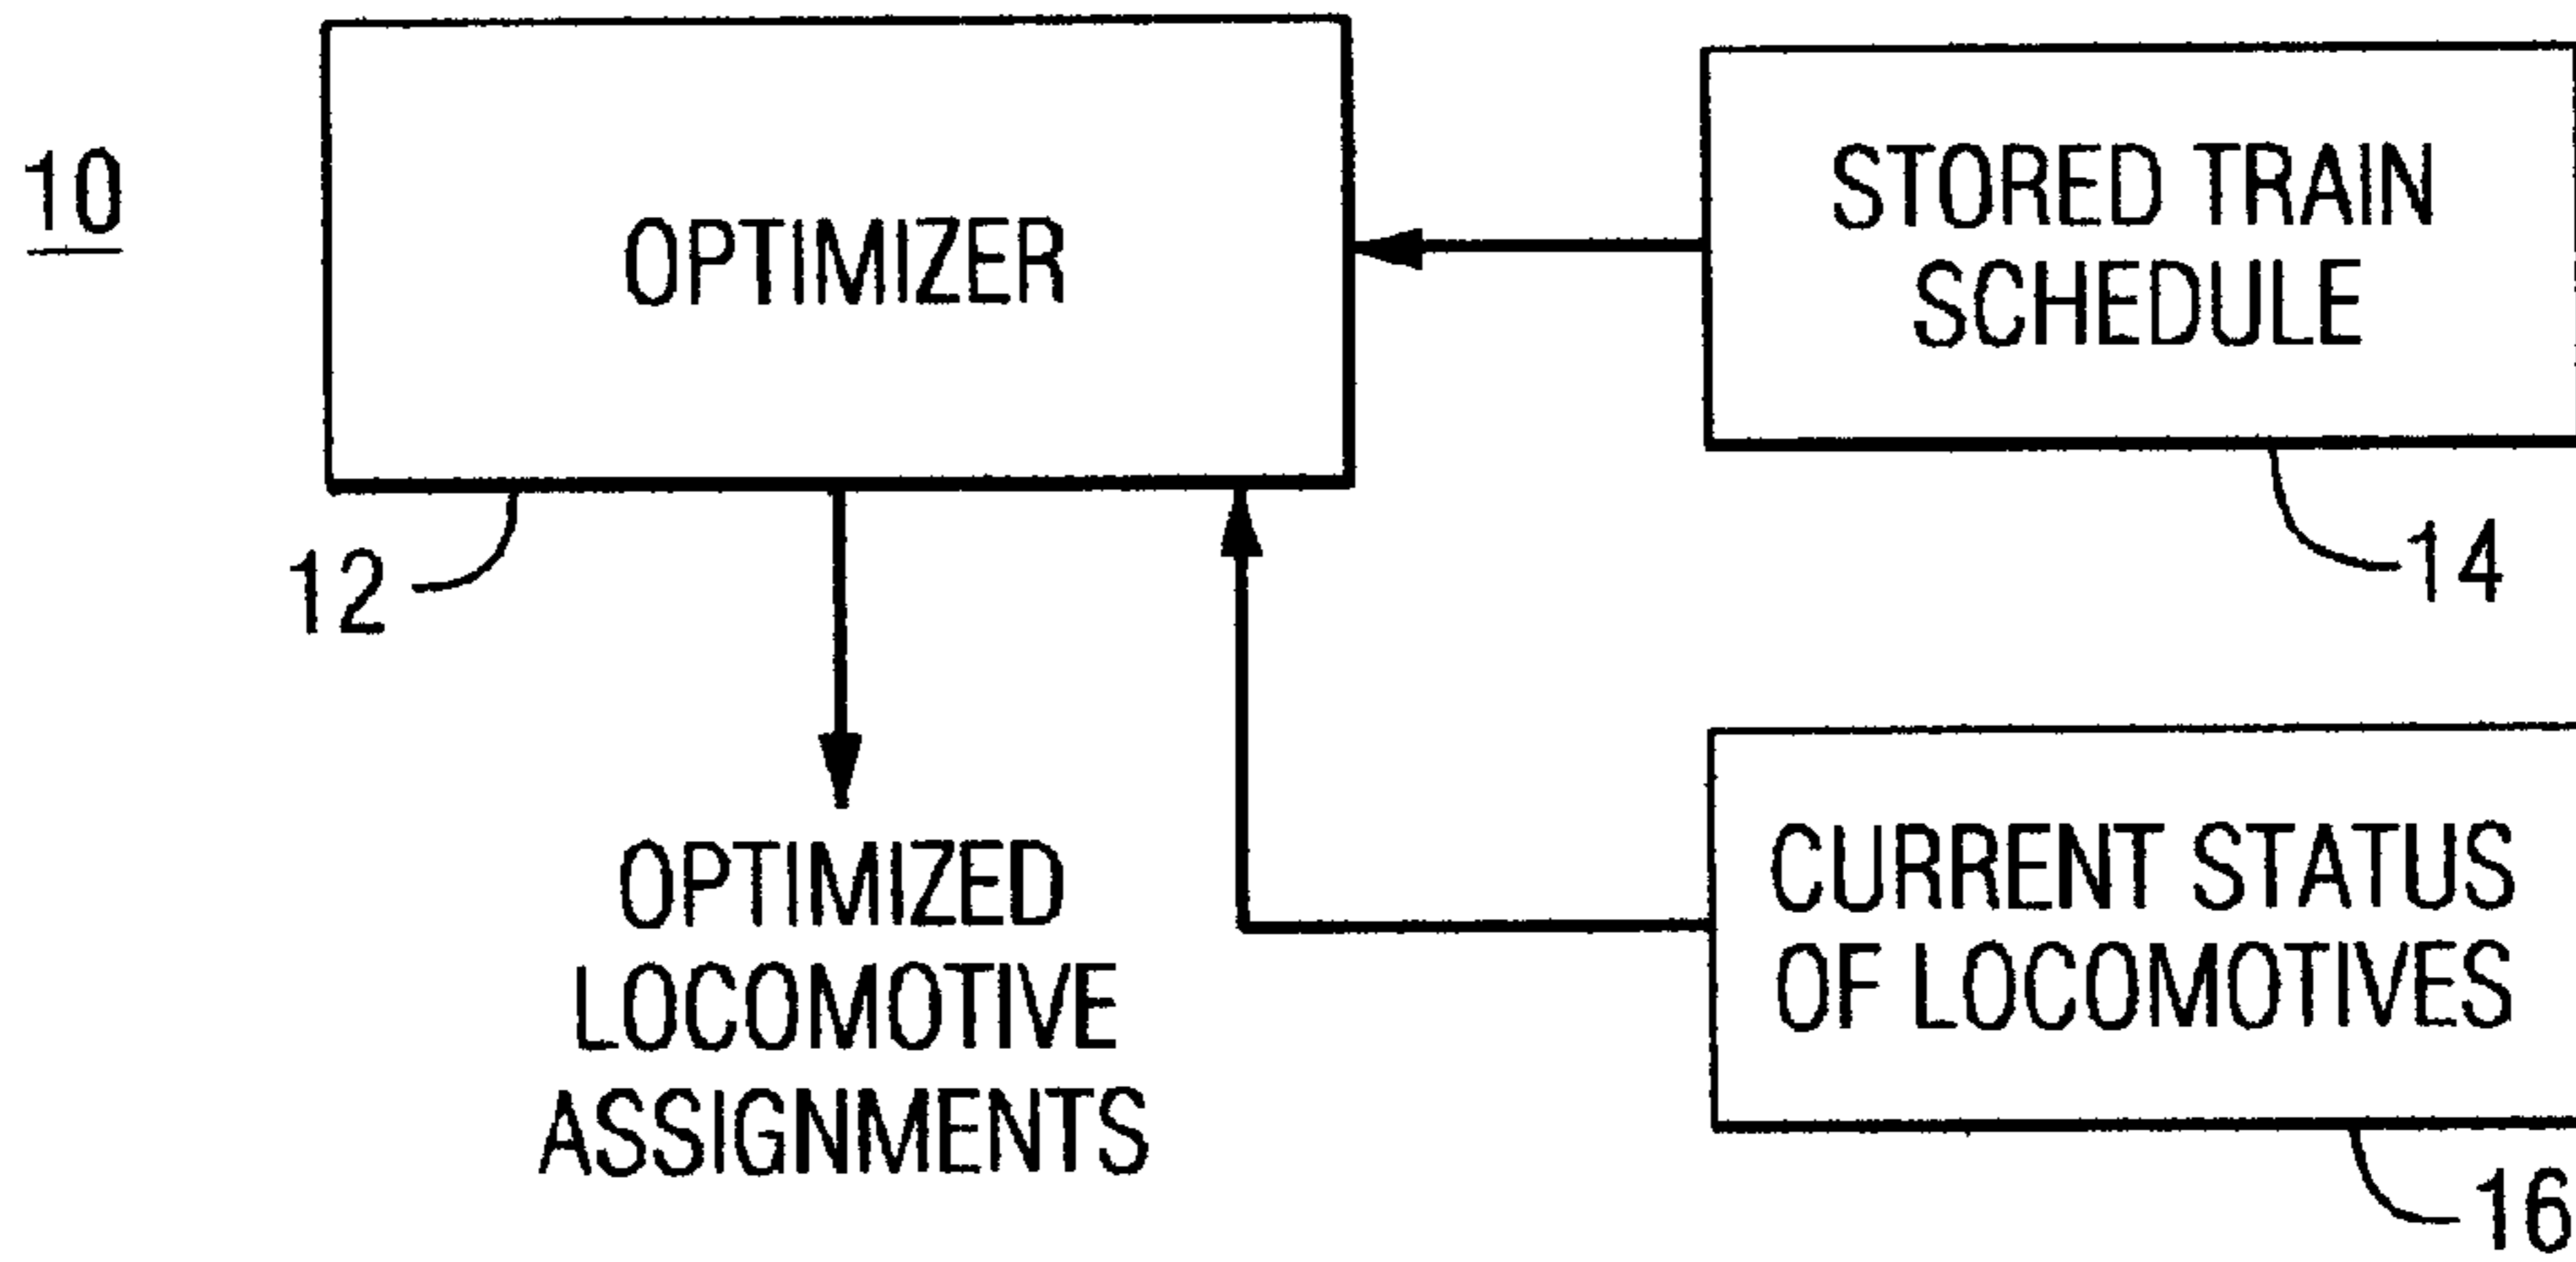 10
OPTIMIZER
STORED TRAIN
SCHEDULE
12
14
OPTIMIZED
LOCOMOTIVE
ASSIGNMENTS
CURRENT STATUS
OF LOCOMOTIVES
16